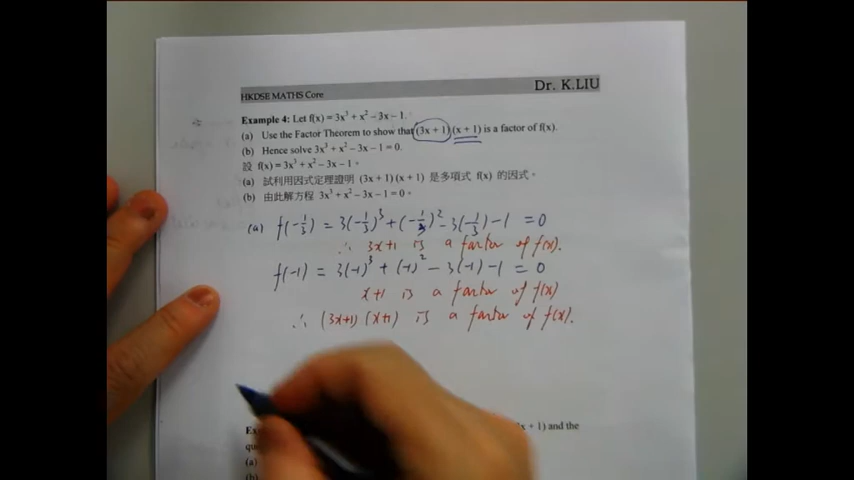 HKDSE MATHS Core Dr. K.LIU
Example 4: Let f(x) = 3x³ + x² – 3x – 1.
(a) Use the Factor Theorem to show that (3x + 1) (x + 1) is a factor of f(x).
(b) Hence solve 3x³ + x² – 3x – 1 = 0.
設 f(x) = 3x³ + x² – 3x – 1。
(a) 試利用因式定理證明 (3x + 1) (x + 1) 是多項式 f(x) 的因式。
(b) 由此解方程 3x³ + x² – 3x – 1 = 0。
(a) f(-1/3) = 3(-1/3)³ + (-1/3)² - 3(-1/3) - 1 = 0
∴ 3x+1 is a factor of f(x).
f(-1) = 3(-1)³ + (-1)² - 3(-1) - 1 = 0
x+1 is a factor of f(x)
∴ (3x+1) (x+1) is a factor of f(x).
x + 1) and the
(a)
(b)